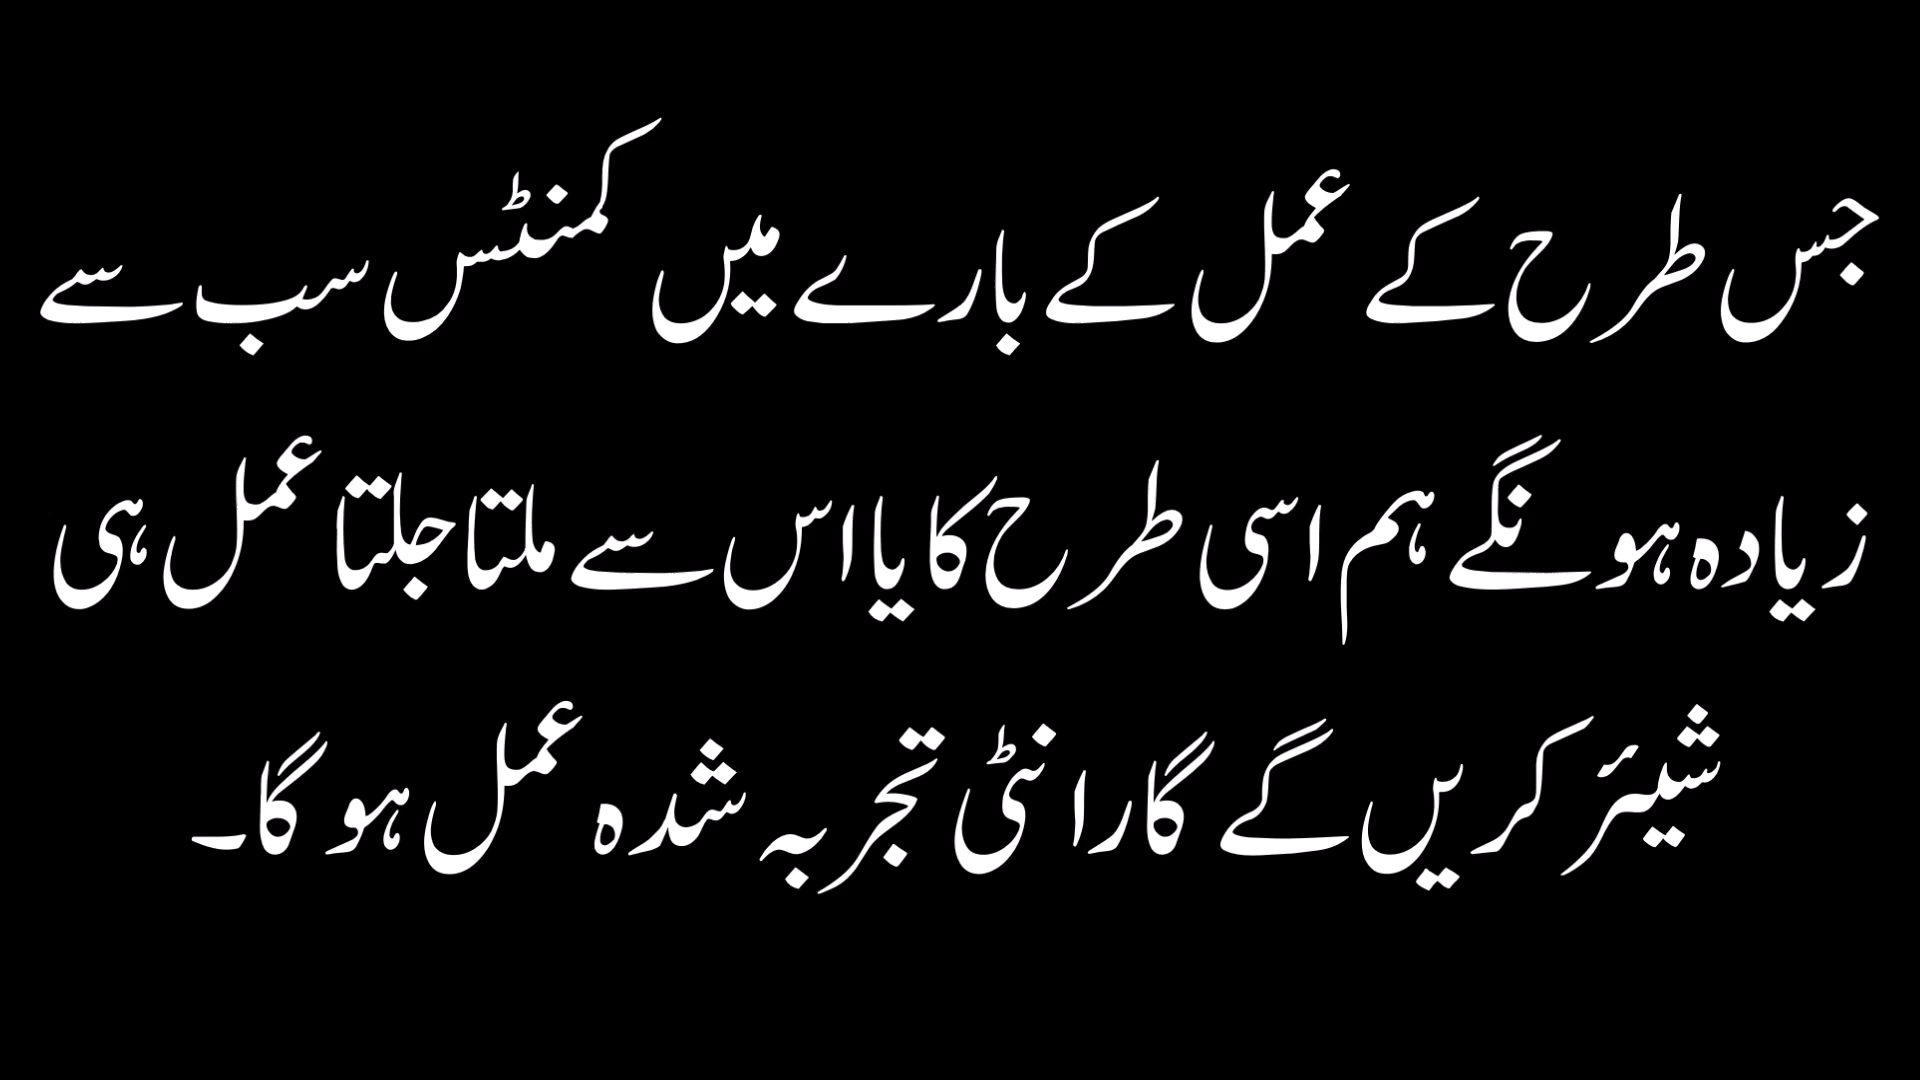 جس طرح کے عمل کے بارے میں کمنٹس سب سے
زیادہ ہونگے ہم اسی طرح کا یا اس سے ملتا جلتا عمل ہی
شیئر کریں گے گارانٹی تجربہ شدہ عمل ہو گا۔